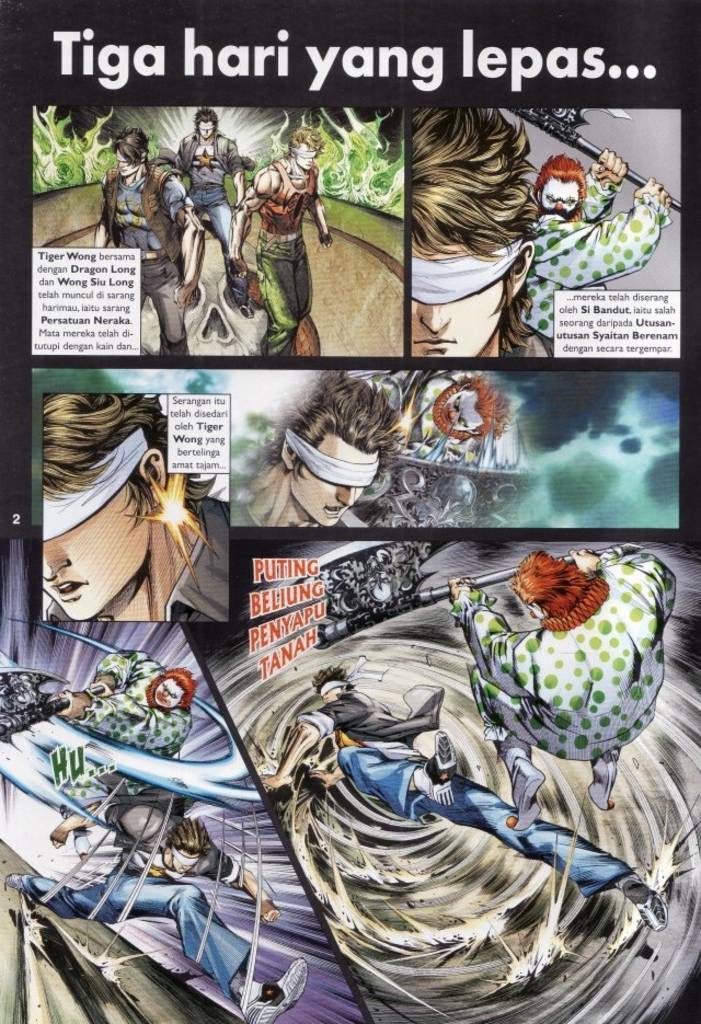 Tiga hari yang lepas...
Tiger Wong bersama
dengan Dragon Long
dan Wong Siu Long
telah muncul di sarang
harimau, iaitu sarang
Persatuan Neraka.
Mata mereka telah di-
tutupi dengan kain dan...
...mereka telah diserang
oleh Si Bandut, iaitu salah
seorang daripada Utusan-
utusan Syaitan Berenam
dengan secara tergempar.
Serangan itu
telah disedari
oleh Tiger
Wong yang
bertelinga
amat tajam...
2
PUTING
BELIUNG
PENYAPU
TANAH
HU...